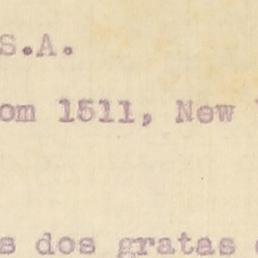 S.A.
om 1511, New
s dos gratas